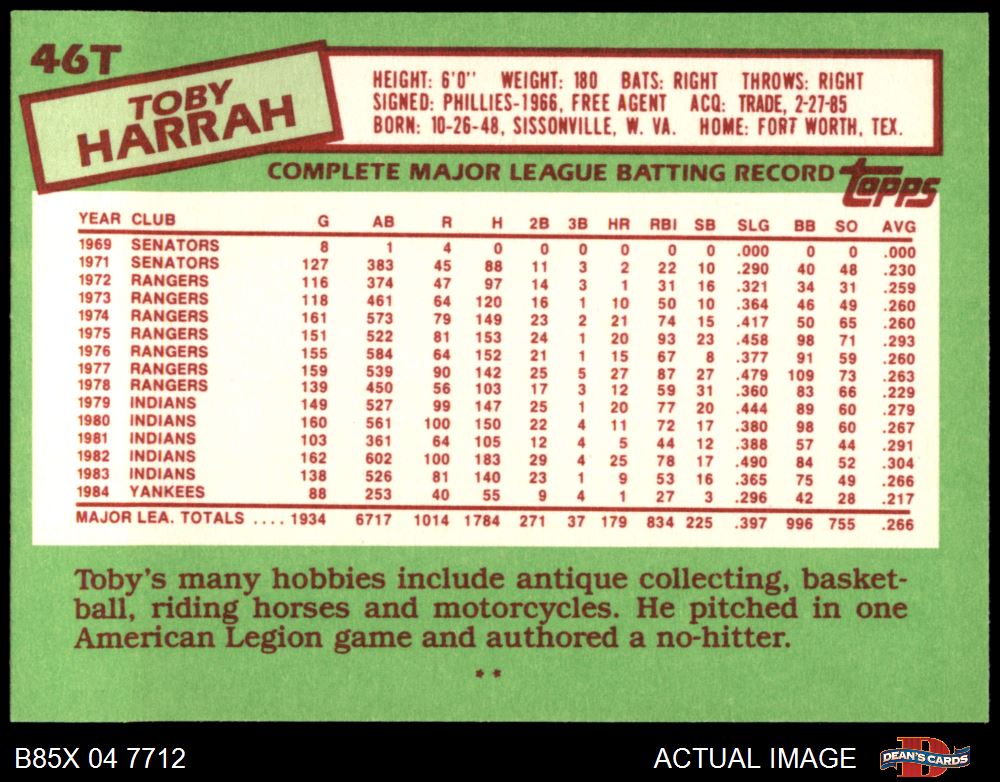 46T
TOBY
HARRAH
HEIGHT: 6'0" WEIGHT: 180 BATS: RIGHT THROWS: RIGHT
SIGNED: PHILLIES-1966, FREE AGENT ACQ: TRADE, 2-27-85
BORN: 10-26-48, SISSONVILLE, W. VA. HOME: FORT WORTH, TEX.
COMPLETE MAJOR LEAGUE BATTING RECORD topps
YEAR CLUB G AB R H 2B 3B HR RBI SB SLG BB SO AVG
1969 SENATORS 8 1 4 0 0 0 0 0 0 .000 0 0 .000
1971 SENATORS 127 383 45 88 11 3 2 22 10 .290 40 48 .230
1972 RANGERS 116 374 47 97 14 3 1 31 16 .321 34 31 .259
1973 RANGERS 118 461 64 120 16 1 10 50 10 .364 46 49 .260
1974 RANGERS 161 573 79 149 23 2 21 74 15 .417 50 65 .260
1975 RANGERS 151 522 81 153 24 1 20 93 23 .458 98 71 .293
1976 RANGERS 155 584 64 152 21 1 15 67 8 .377 91 59 .260
1977 RANGERS 159 539 90 142 25 5 27 87 27 .479 109 73 .263
1978 RANGERS 139 450 56 103 17 3 12 59 31 .360 83 66 .229
1979 INDIANS 149 527 99 147 25 1 20 77 20 .444 89 60 .279
1980 INDIANS 160 561 100 150 22 4 11 72 17 .380 98 60 .267
1981 INDIANS 103 361 64 105 12 4 5 44 12 .388 57 44 .291
1982 INDIANS 162 602 100 183 29 4 25 78 17 .490 84 52 .304
1983 INDIANS 138 526 81 140 23 1 9 53 16 .365 75 49 .266
1984 YANKEES 88 253 40 55 9 4 1 27 3 .296 42 28 .217
MAJOR LEA. TOTALS .... 1934 6717 1014 1784 271 37 179 834 225 .397 996 755 .266
Toby's many hobbies include antique collecting, basket-
ball, riding horses and motorcycles. He pitched in one
American Legion game and authored a no-hitter.
**
B85X 04 7712 ACTUAL IMAGE DEAN'S CARDS